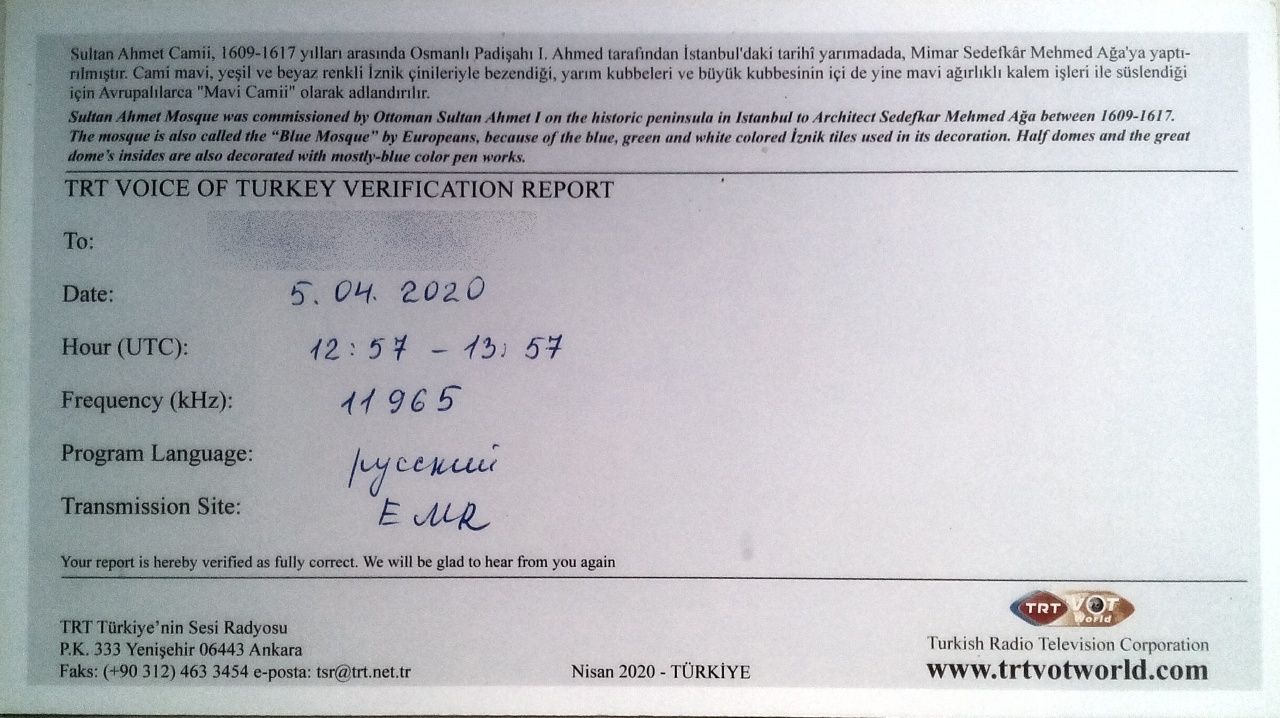 Sultan Ahmet Camii, 1609-1617 yılları arasında Osmanlı Padişahı I. Ahmed tarafından İstanbul'daki tarihî yarımadada, Mimar Sedefkâr Mehmed Ağa'ya yaptı-
rılmıştır. Cami mavi, yeşil ve beyaz renkli İznik çinileriyle bezendiği, yarım kubbeleri ve büyük kubbesinin içi de yine mavi ağırlıklı kalem işleri ile süslendiği
için Avrupalılarca "Mavi Camii" olarak adlandırılır.
Sultan Ahmet Mosque was commissioned by Ottoman Sultan Ahmet I on the historic peninsula in Istanbul to Architect Sedefkar Mehmed Ağa between 1609-1617.
The mosque is also called the “Blue Mosque” by Europeans, because of the blue, green and white colored İznik tiles used in its decoration. Half domes and the great
dome’s insides are also decorated with mostly-blue color pen works.
TRT VOICE OF TURKEY VERIFICATION REPORT
To:
Date: 5. 04. 2020
Hour (UTC): 12:57 - 13:57
Frequency (kHz): 11965
Program Language: русский
Transmission Site: EMR
Your report is hereby verified as fully correct. We will be glad to hear from you again
TRT VOT World
TRT Türkiye’nin Sesi Radyosu
P.K. 333 Yenişehir 06443 Ankara
Faks: (+90 312) 463 3454 e-posta: tsr@trt.net.tr
Nisan 2020 - TÜRKİYE
Turkish Radio Television Corporation
www.trtvotworld.com